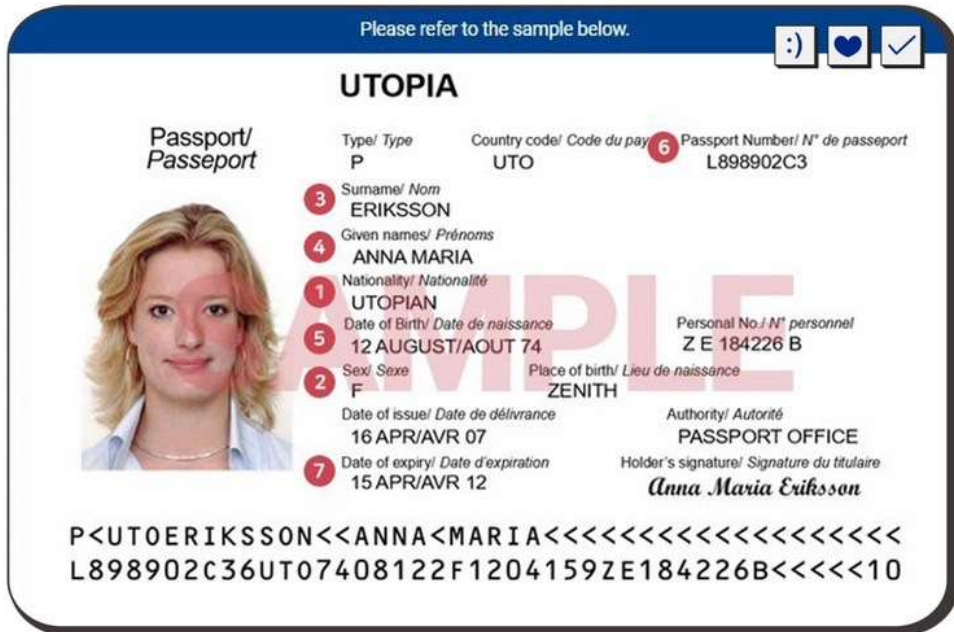 Please refer to the sample below.
:)
UTOPIA
Passport/
Passeport
Type/ Type
P
Country code/ Code du pay
UTO
6
Passport Number/ N° de passeport
L898902C3
3
Surname/ Nom
ERIKSSON
4
Given names/ Prénoms
ANNA MARIA
1
Nationality/ Nationalité
UTOPIAN
5
Date of Birth/ Date de naissance
12 AUGUST/AOUT 74
Personal No./ N° personnel
Z E 184226 B
2
Sex/ Sexe
F
Place of birth/ Lieu de naissance
ZENITH
SAMPLE
Date of issue/ Date de délivrance
16 APR/AVR 07
Authority/ Autorité
PASSPORT OFFICE
7
Date of expiry/ Date d'expiration
15 APR/AVR 12
Holder's signature/ Signature du titulaire
Anna Maria Eriksson
P<UTOERIKSSON<<ANNA<MARIA<<<<<<<<<<<<<<<<<<<
L898902C36UTO7408122F1204159ZE184226B<<<<<10